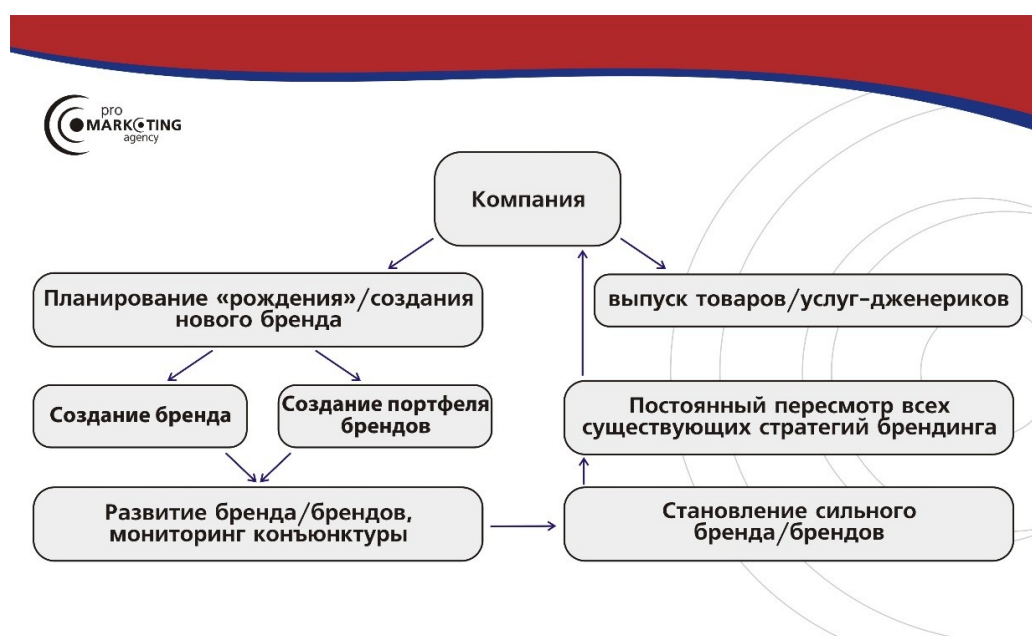 pro
MARKETING
agency
Компания
Планирование «рождения»/создания
нового бренда
выпуск товаров/услуг-дженериков
Создание бренда
Создание портфеля
брендов
Постоянный пересмотр всех
существующих стратегий брендинга
Развитие бренда/брендов,
мониторинг конъюнктуры
Становление сильного
бренда/брендов